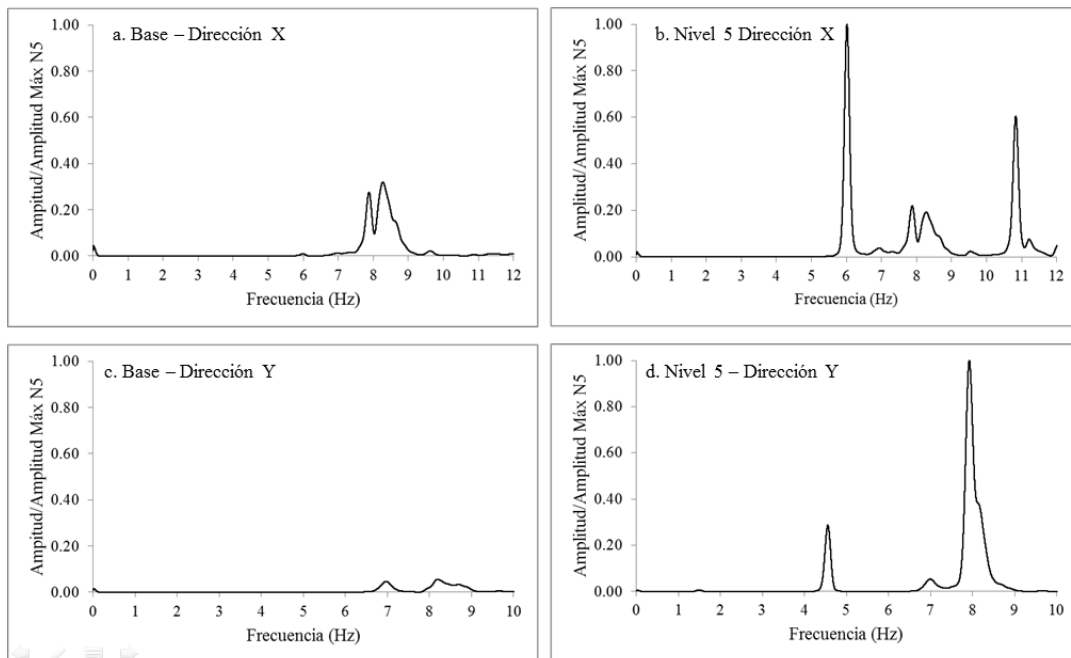 a. Base – Dirección X
Ampitud/Amplitud Máx N5
1.00
0.80
0.60
0.40
0.20
0.00
0 1 2 3 4 5 6 7 8 9 10 11 12
Frecuencia (Hz)
b. Nivel 5 Dirección X
Ampitud/Amplitud Máx N5
1.00
0.80
0.60
0.40
0.20
0.00
0 1 2 3 4 5 6 7 8 9 10 11 12
Frecuencia (Hz)
c. Base – Dirección Y
Ampitud/Amplitud Máx N5
1.00
0.80
0.60
0.40
0.20
0.00
0 1 2 3 4 5 6 7 8 9 10
Frecuencia (Hz)
d. Nivel 5 – Dirección Y
Ampitud/Amplitud Máx N5
1.00
0.80
0.60
0.40
0.20
0.00
0 1 2 3 4 5 6 7 8 9 10
Frecuencia (Hz)